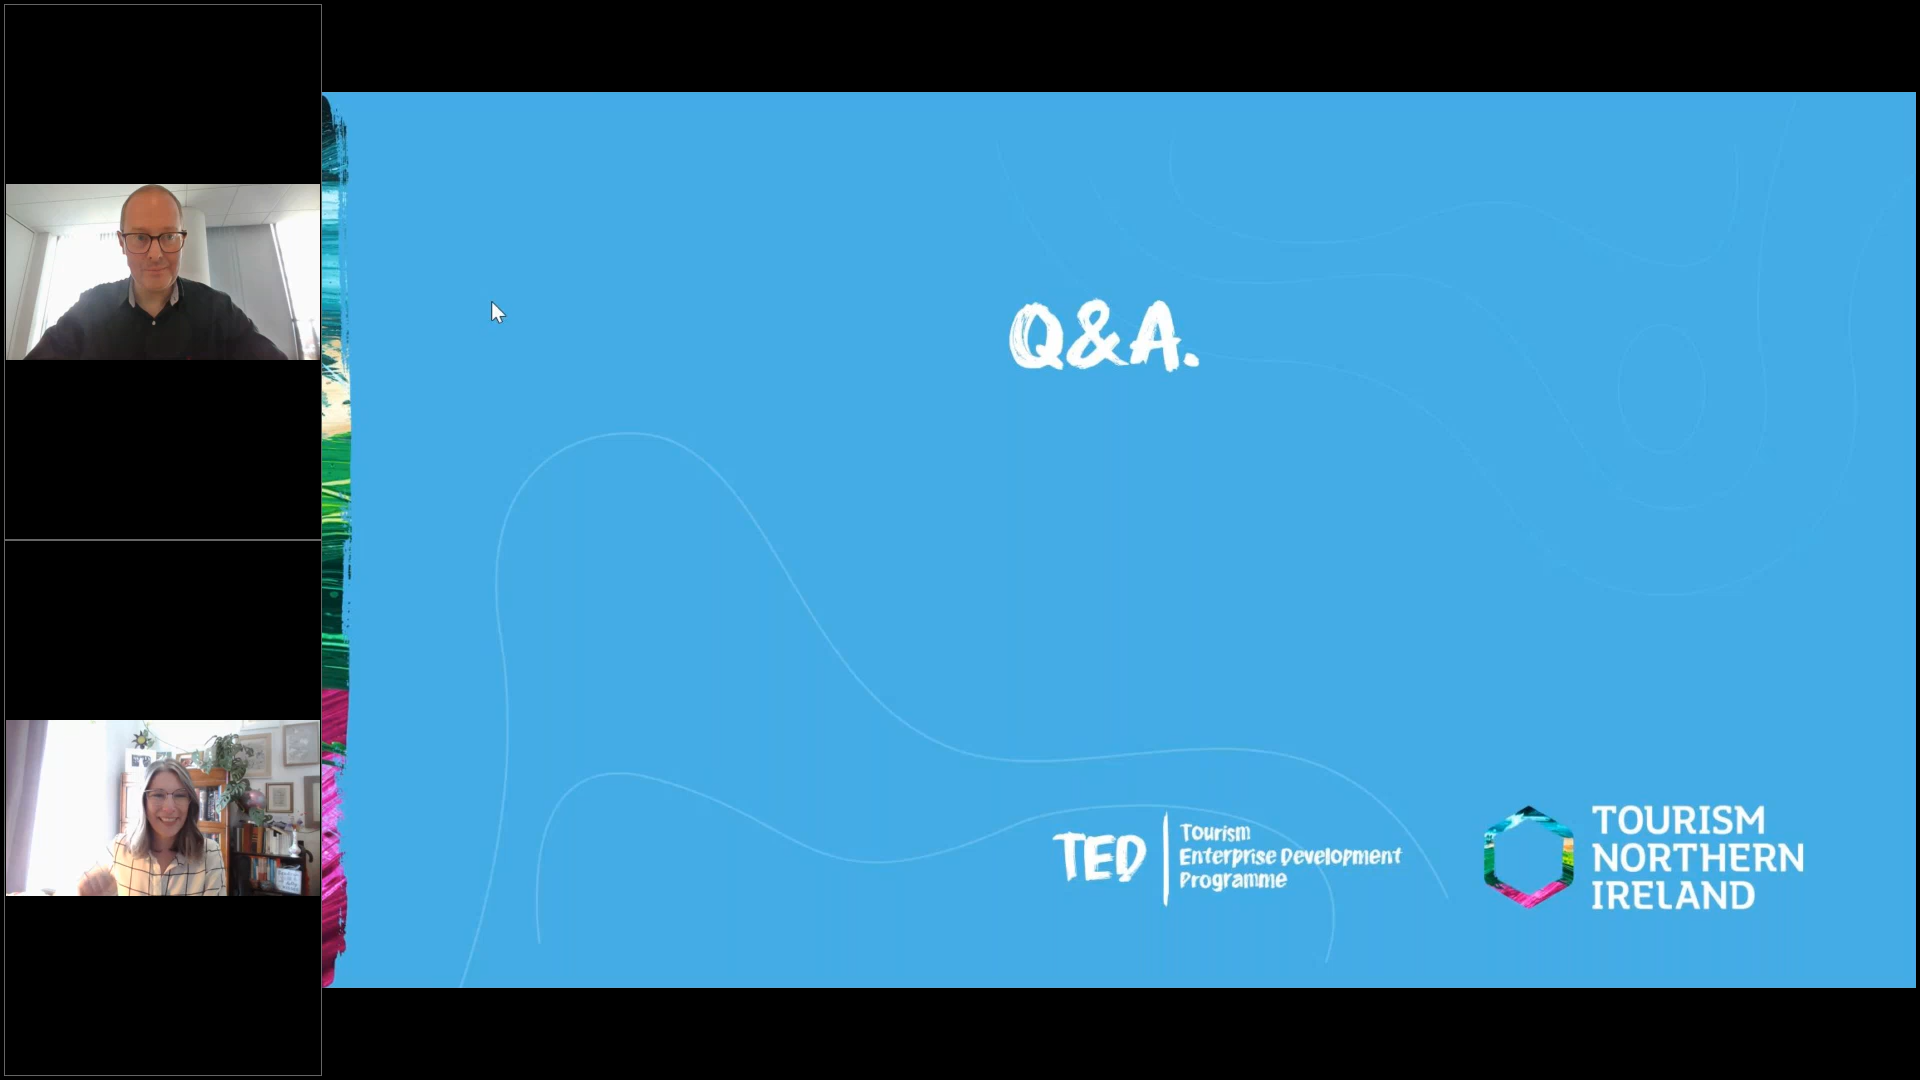 Q&A.
TED
Tourism
Enterprise Development
Programme
TOURISM
NORTHERN
IRELAND